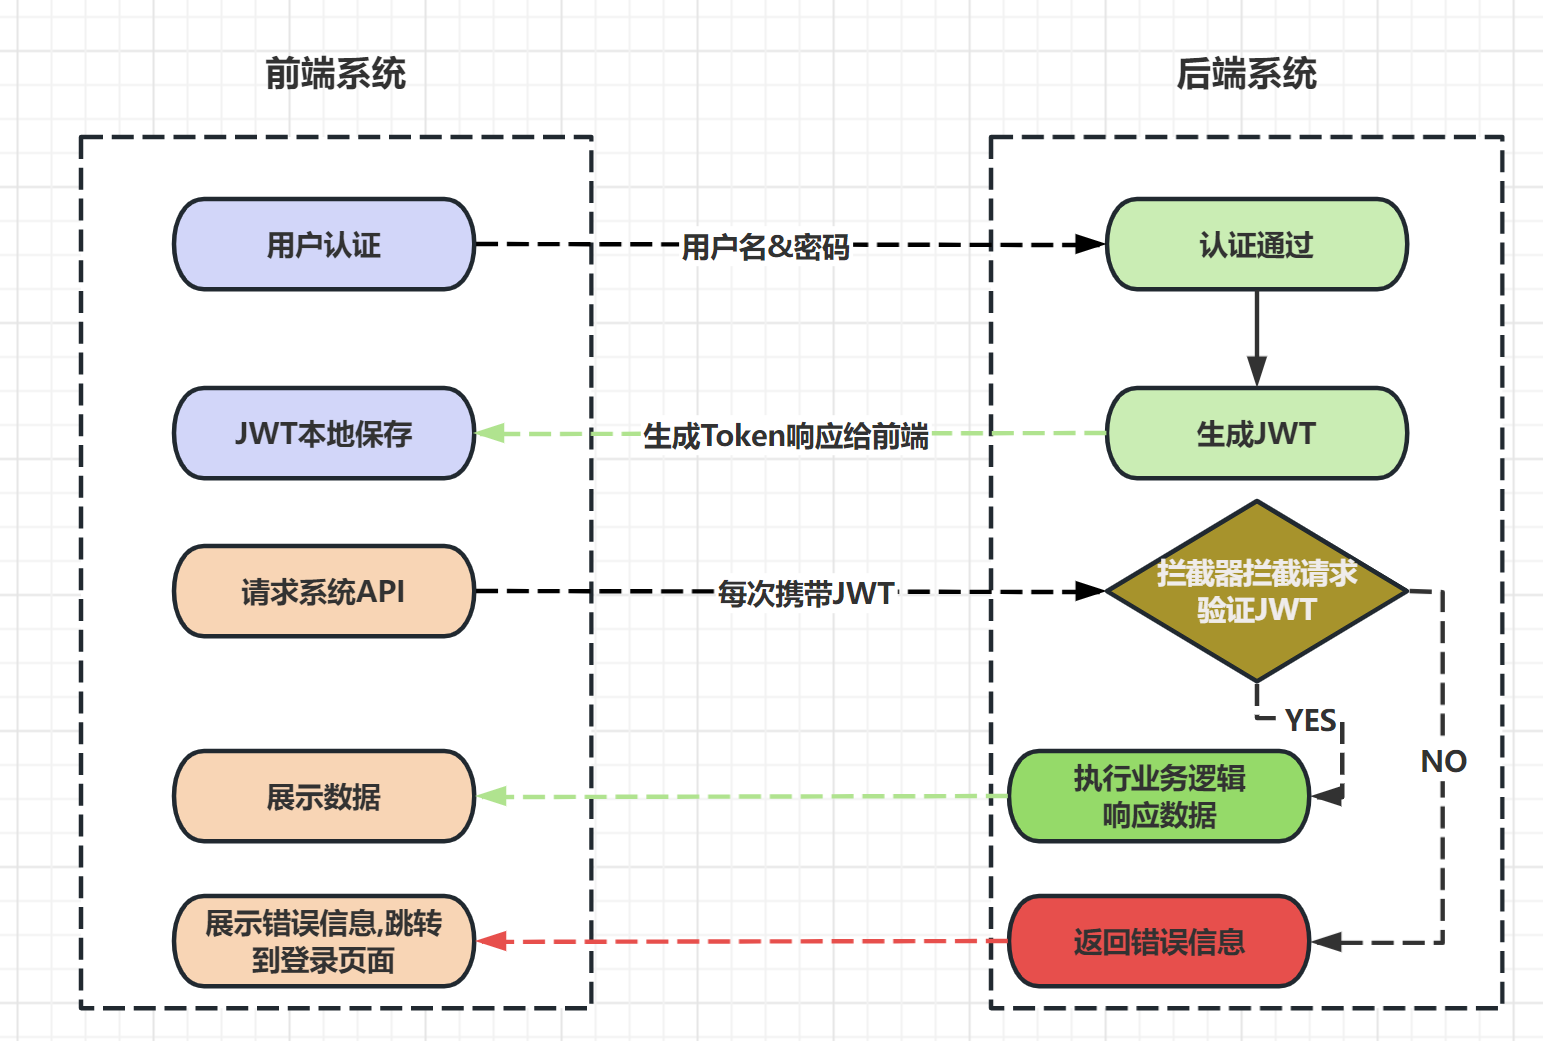 前端系统
后端系统
用户认证
用户名&密码
认证通过
JWT本地保存
生成Token响应给前端
生成JWT
请求系统API
每次携带JWT
拦截器拦截请求
验证JWT
YES
NO
展示数据
执行业务逻辑
响应数据
展示错误信息,跳转
到登录页面
返回错误信息